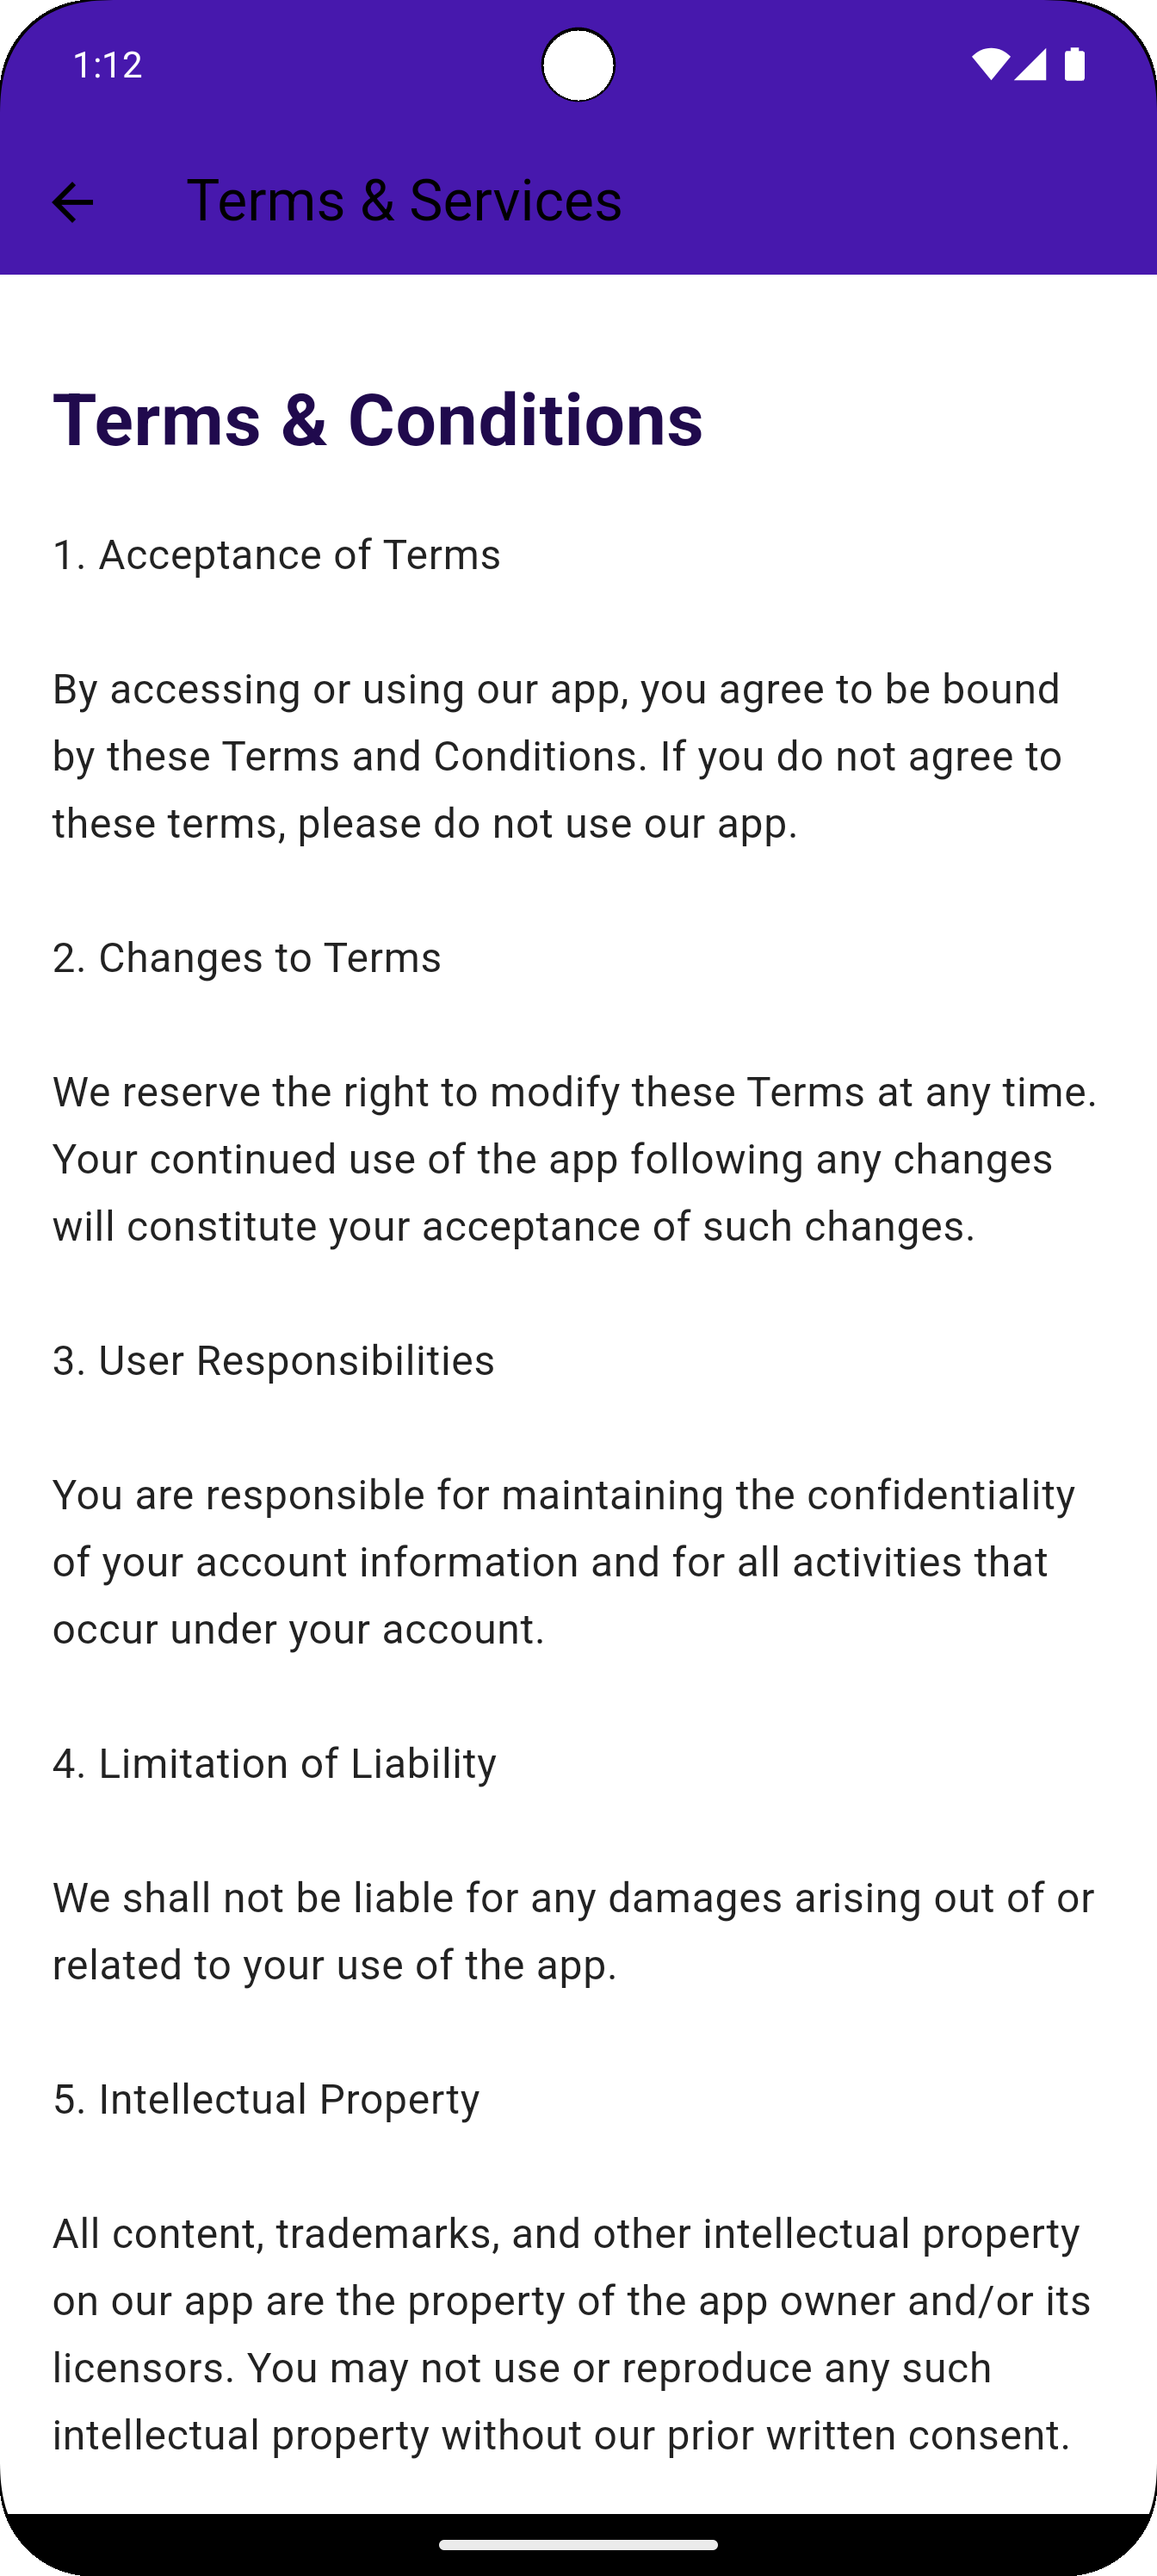 1:12
Terms & Services
Terms & Conditions
1. Acceptance of Terms
By accessing or using our app, you agree to be bound
by these Terms and Conditions. If you do not agree to
these terms, please do not use our app.
2. Changes to Terms
We reserve the right to modify these Terms at any time.
Your continued use of the app following any changes
will constitute your acceptance of such changes.
3. User Responsibilities
You are responsible for maintaining the confidentiality
of your account information and for all activities that
occur under your account.
4. Limitation of Liability
We shall not be liable for any damages arising out of or
related to your use of the app.
5. Intellectual Property
All content, trademarks, and other intellectual property
on our app are the property of the app owner and/or its
licensors. You may not use or reproduce any such
intellectual property without our prior written consent.